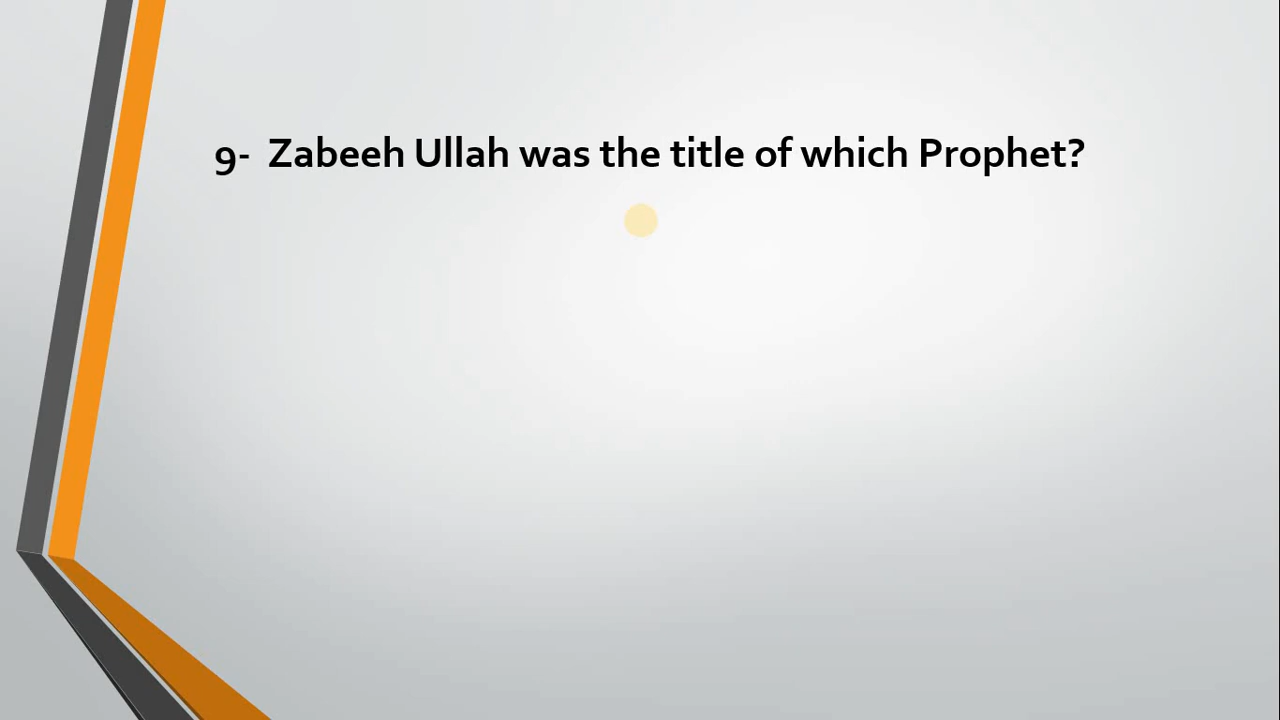 9- Zabeeh Ullah was the title of which Prophet?